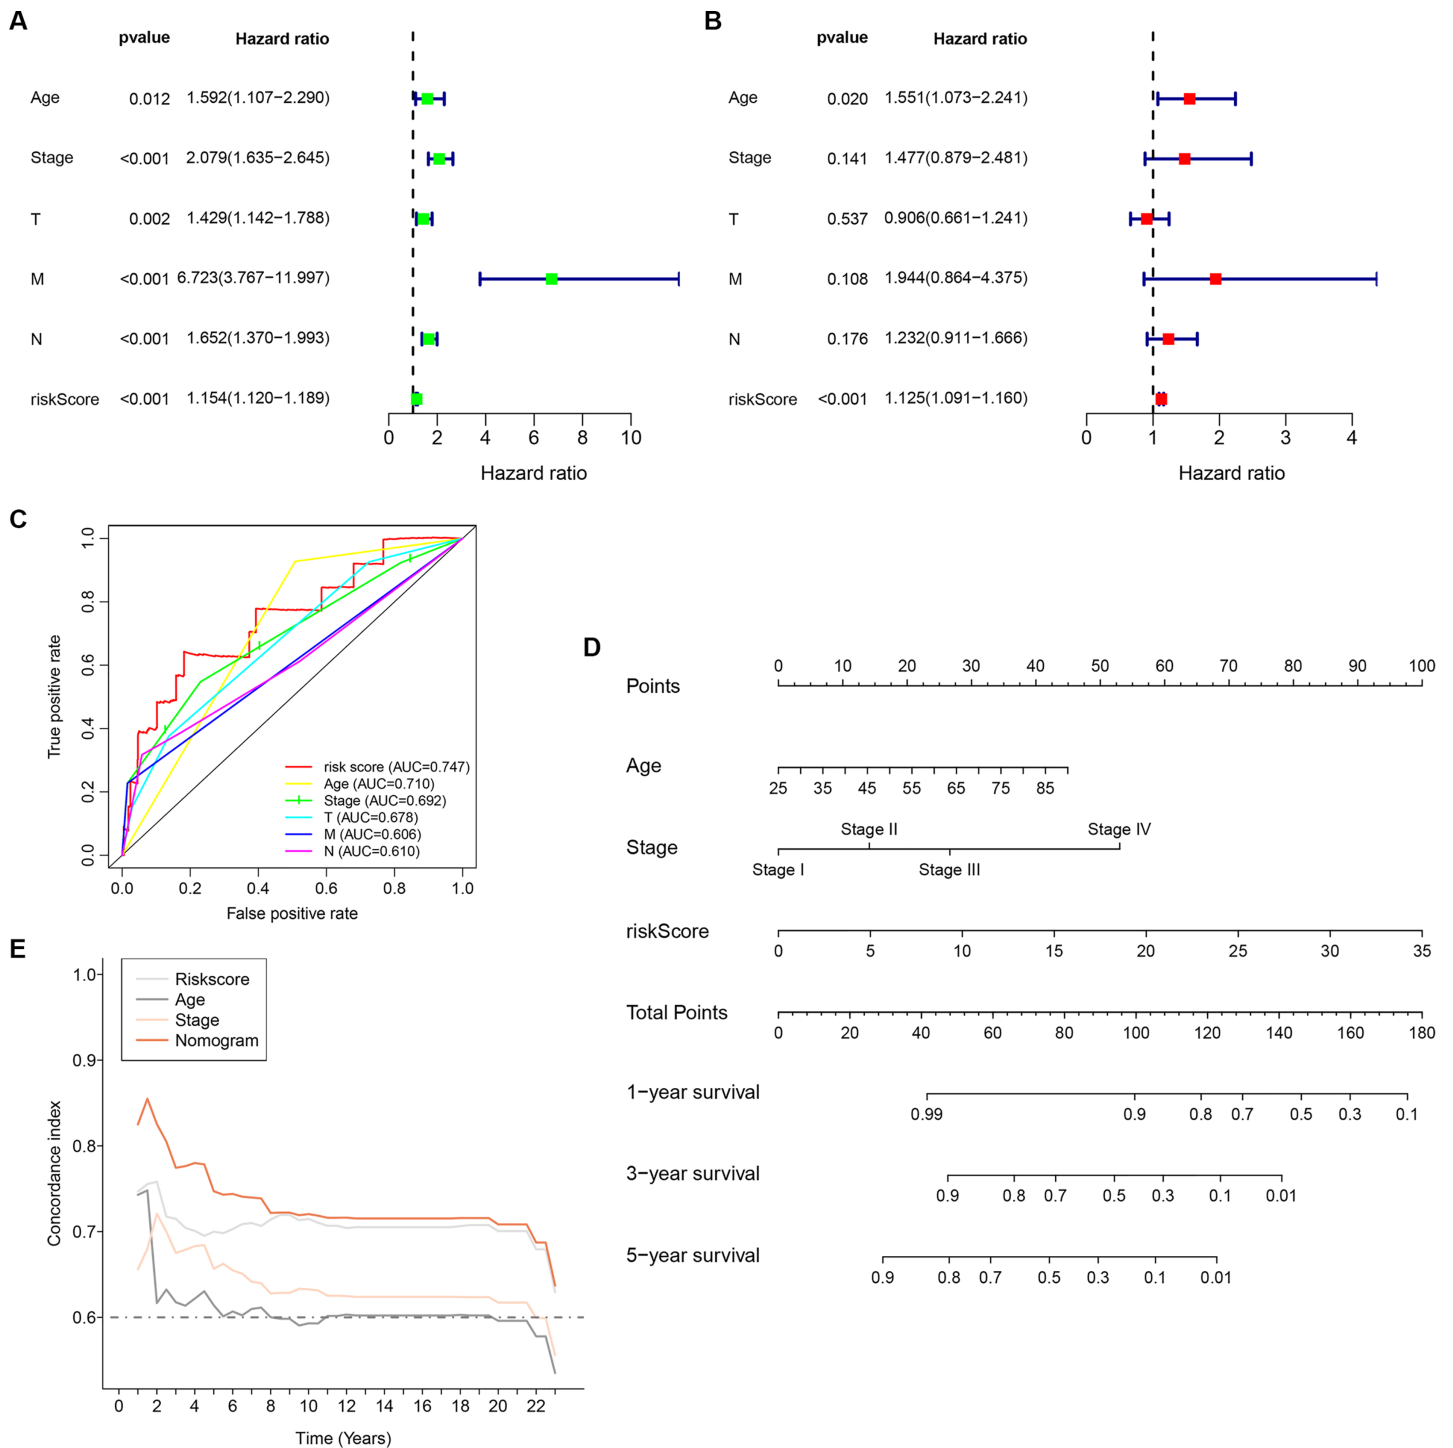 A
pvalue Hazard ratio
Age 0.012 1.592(1.107−2.290)
Stage <0.001 2.079(1.635−2.645)
T 0.002 1.429(1.142−1.788)
M <0.001 6.723(3.767−11.997)
N <0.001 1.652(1.370−1.993)
riskScore <0.001 1.154(1.120−1.189)
0 2 4 6 8 10
Hazard ratio
B
pvalue Hazard ratio
Age 0.020 1.551(1.073−2.241)
Stage 0.141 1.477(0.879−2.481)
T 0.537 0.906(0.661−1.241)
M 0.108 1.944(0.864−4.375)
N 0.176 1.232(0.911−1.666)
riskScore <0.001 1.125(1.091−1.160)
0 1 2 3 4
Hazard ratio
C
True positive rate
1.0
0.8
0.6
0.4
0.2
0.0
risk score (AUC=0.747)
Age (AUC=0.710)
Stage (AUC=0.692)
T (AUC=0.678)
M (AUC=0.606)
N (AUC=0.610)
0.0 0.2 0.4 0.6 0.8 1.0
False positive rate
D
0 10 20 30 40 50 60 70 80 90 100
Points
Age
25 35 45 55 65 75 85
Stage II Stage IV
Stage
Stage I Stage III
riskScore
0 5 10 15 20 25 30 35
Total Points
0 20 40 60 80 100 120 140 160 180
1−year survival
0.99 0.9 0.8 0.7 0.5 0.3 0.1
3−year survival
0.9 0.8 0.7 0.5 0.3 0.1 0.01
5−year survival
0.9 0.8 0.7 0.5 0.3 0.1 0.01
E
Concordance index
1.0
0.9
0.8
0.7
0.6
Riskscore
Age
Stage
Nomogram
0 2 4 6 8 10 12 14 16 18 20 22
Time (Years)